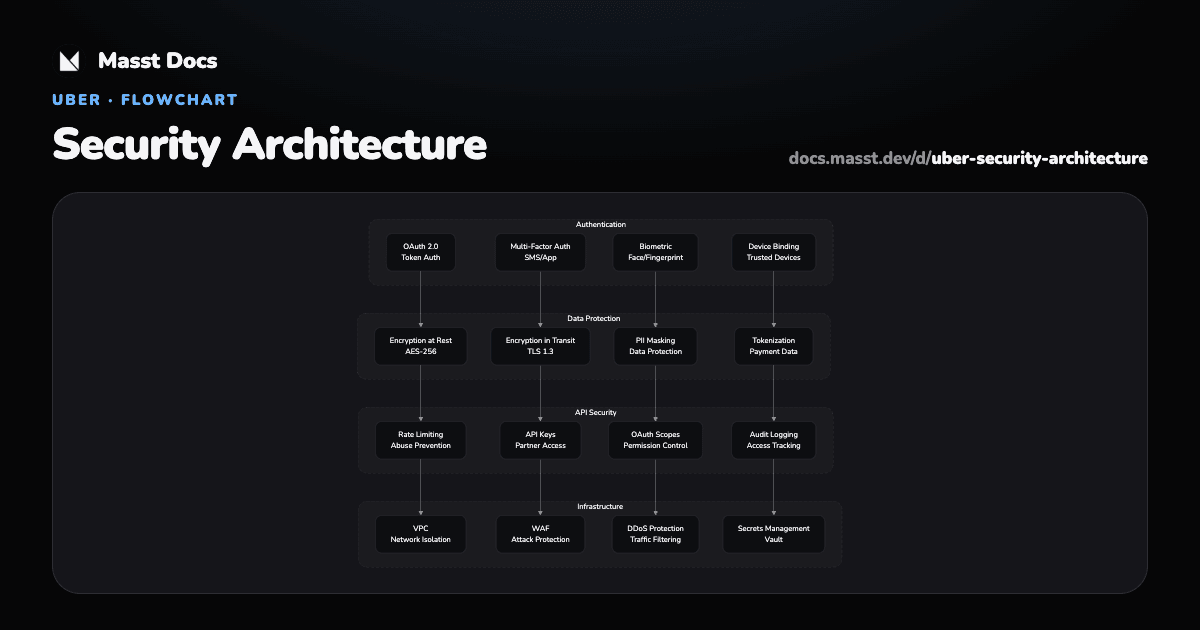 Masst Docs
UBER · FLOWCHART
Security Architecture
docs.masst.dev/d/uber-security-architecture
Authentication
OAuth 2.0
Token Auth
Multi-Factor Auth
SMS/App
Biometric
Face/Fingerprint
Device Binding
Trusted Devices
Data Protection
Encryption at Rest
AES-256
Encryption in Transit
TLS 1.3
PII Masking
Data Protection
Tokenization
Payment Data
API Security
Rate Limiting
Abuse Prevention
API Keys
Partner Access
OAuth Scopes
Permission Control
Audit Logging
Access Tracking
Infrastructure
VPC
Network Isolation
WAF
Attack Protection
DDoS Protection
Traffic Filtering
Secrets Management
Vault